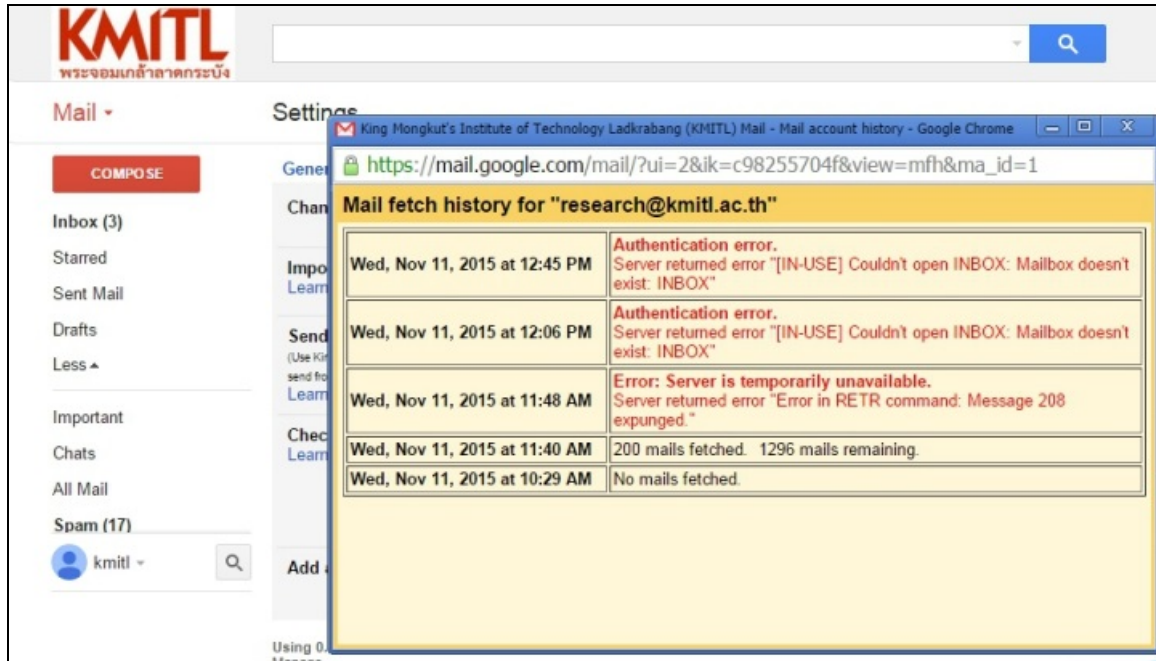 KMITL
พระจอมเกล้าลาดกระบัง
Mail
Settings
King Mongkut's Institute of Technology Ladkrabang (KMITL) Mail - Mail account history - Google Chrome
https://mail.google.com/mail/?ui=2&ik=c98255704f&view=mfh&ma_id=1
COMPOSE
Inbox (3)
Starred
Sent Mail
Drafts
Less
Important
Chats
All Mail
Spam (17)
kmitl
Gener
Chan
Impo
Learn
Send
(Use Kin
send fro
Learn
Chec
Learn
Add a
Using 0.
Mail fetch history for "research@kmitl.ac.th"
Wed, Nov 11, 2015 at 12:45 PM
Authentication error.
Server returned error "[IN-USE] Couldn't open INBOX: Mailbox doesn't
exist: INBOX"
Wed, Nov 11, 2015 at 12:06 PM
Authentication error.
Server returned error "[IN-USE] Couldn't open INBOX: Mailbox doesn't
exist: INBOX"
Wed, Nov 11, 2015 at 11:48 AM
Error: Server is temporarily unavailable.
Server returned error "Error in RETR command: Message 208
expunged."
Wed, Nov 11, 2015 at 11:40 AM
200 mails fetched. 1296 mails remaining.
Wed, Nov 11, 2015 at 10:29 AM
No mails fetched.